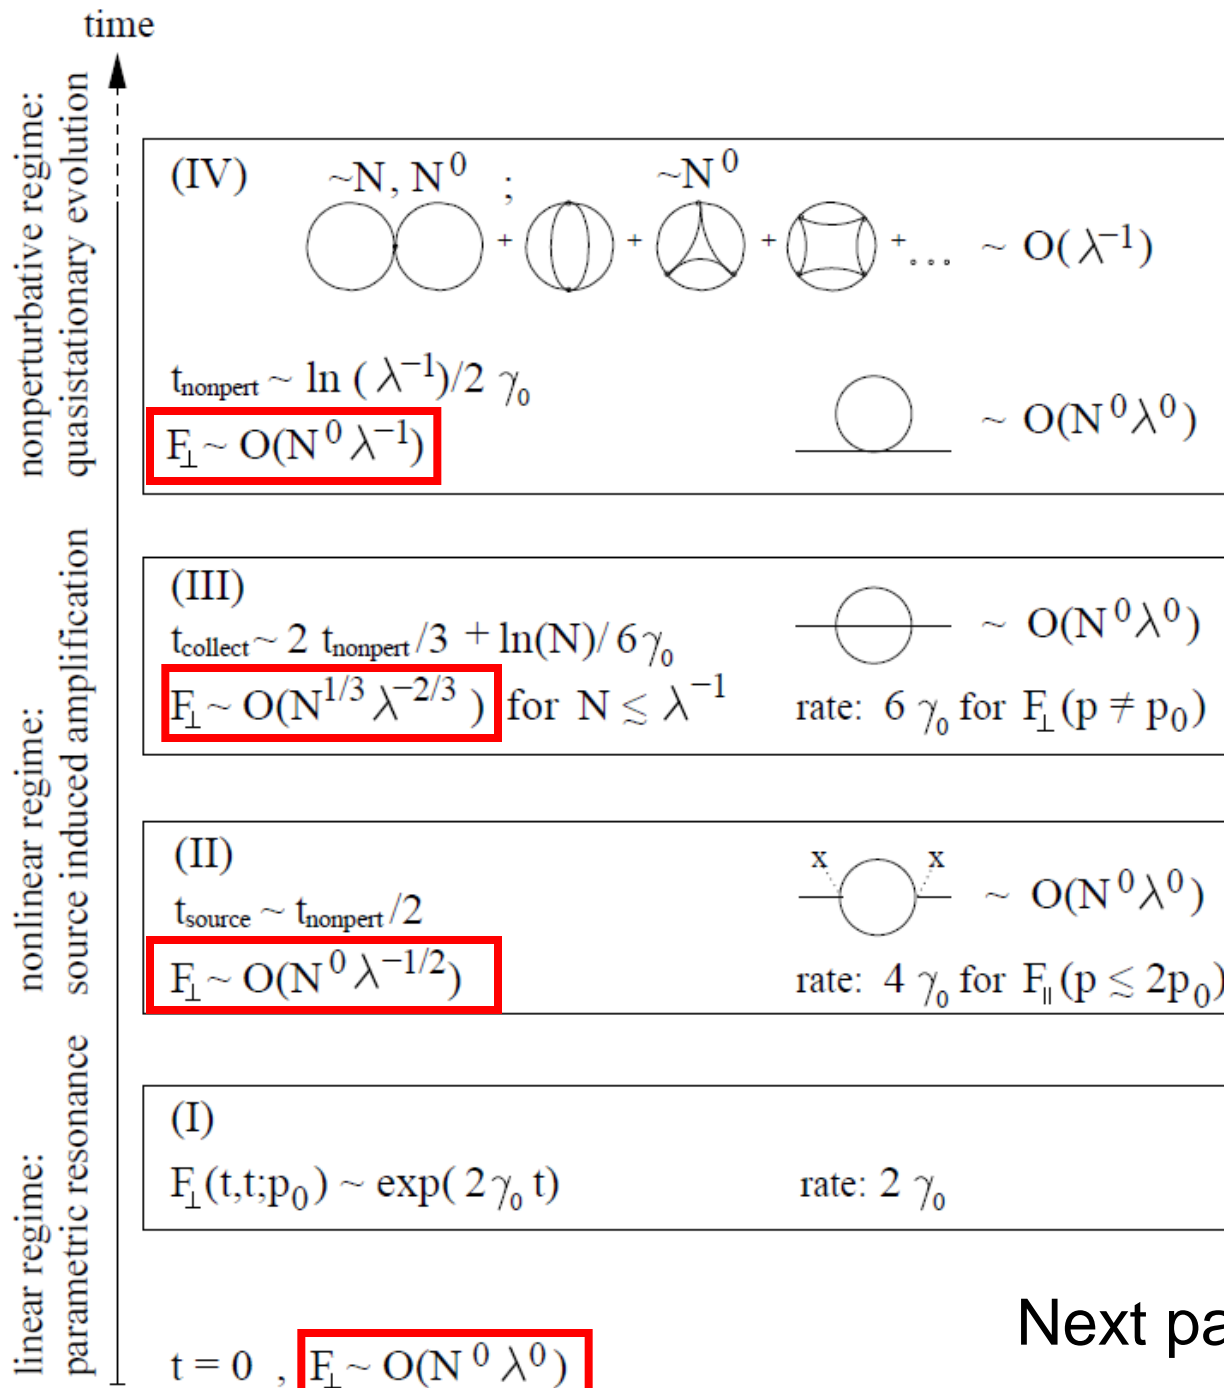 time
nonperturbative regime:
quasistationary evolution
(IV) ~N, N⁰ ; ~N⁰
+ + + + ... ~ O(λ⁻¹)
t_nonpert ~ ln ( λ⁻¹)/2 γ₀
F⊥ ~ O(N⁰ λ⁻¹) ~ O(N⁰λ⁰)
nonlinear regime:
source induced amplification
(III)
t_collect ~ 2 t_nonpert/3 + ln(N)/6γ₀ ~ O(N⁰λ⁰)
F⊥ ~ O(N^1/3 λ^−2/3 ) for N ≲ λ⁻¹ rate: 6 γ₀ for F⊥(p ≠ p₀)
(II) x x
t_source ~ t_nonpert/2 ~ O(N⁰λ⁰)
F⊥ ~ O(N⁰ λ^−1/2) rate: 4 γ₀ for F∥(p ≲ 2p₀)
linear regime:
parametric resonance
(I)
F⊥(t,t;p₀) ~ exp( 2γ₀ t) rate: 2 γ₀
Next pa
t = 0 , F⊥ ~ O(N⁰ λ⁰)